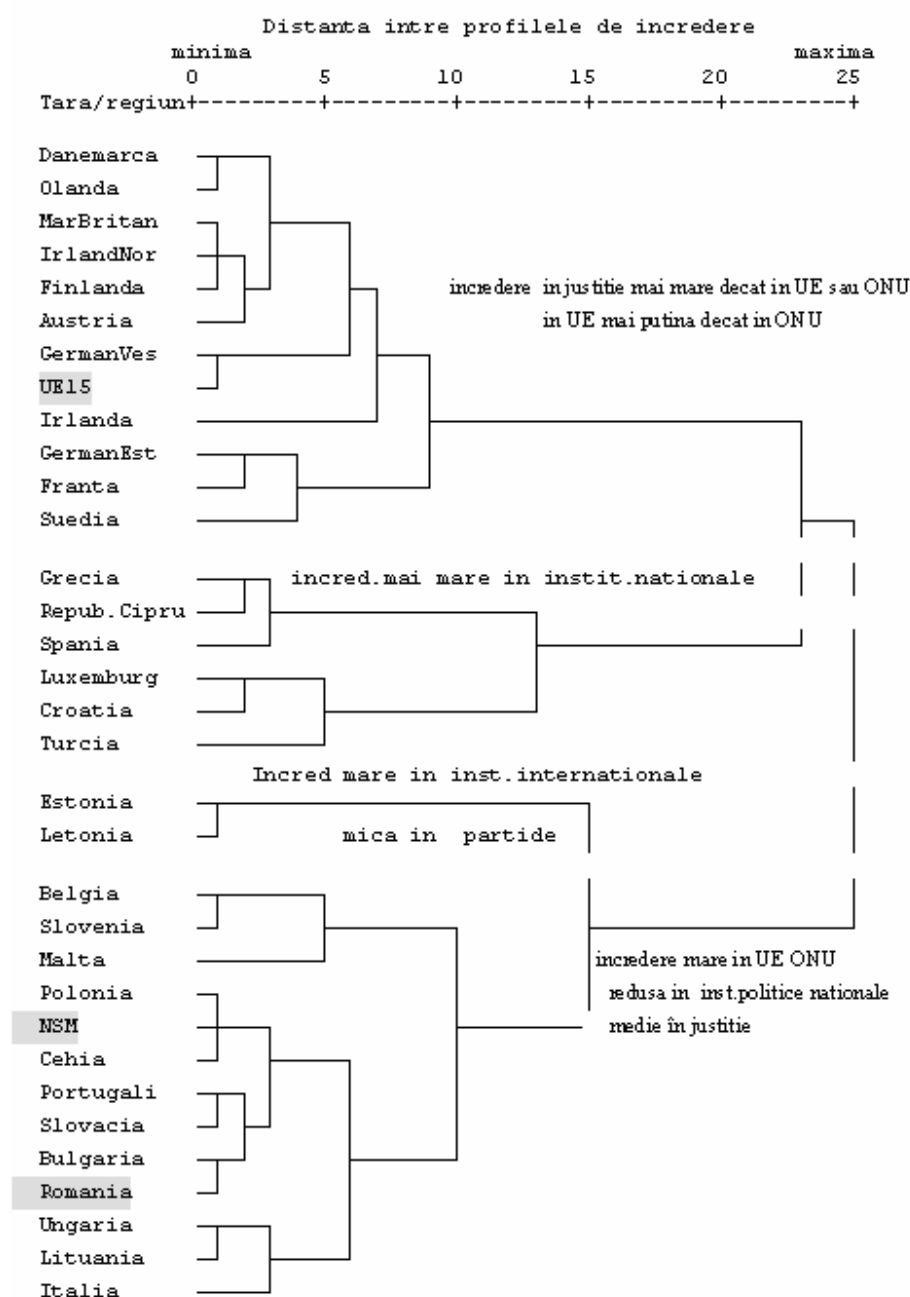 Distanta intre profilele de incredere
minima maxima
0 5 10 15 20 25
Tara/regiun+---------+---------+---------+---------+---------+
Danemarca
Olanda
MarBritan
IrlandNor
Finlanda incredere in justitie mai mare decat in UE sau ONU
Austria in UE mai putina decat in ONU
GermanVes
UE15
Irlanda
GermanEst
Franta
Suedia
Grecia incred.mai mare in instit.nationale
Repub.Cipru
Spania
Luxemburg
Croatia
Turcia
Incred mare in inst.internationale
Estonia
Letonia mica in partide
Belgia
Slovenia
Malta incredere mare in UE ONU
Polonia redusa in inst.politice nationale
NSM medie în justitie
Cehia
Portugali
Slovacia
Bulgaria
Romania
Ungaria
Lituania
Italia